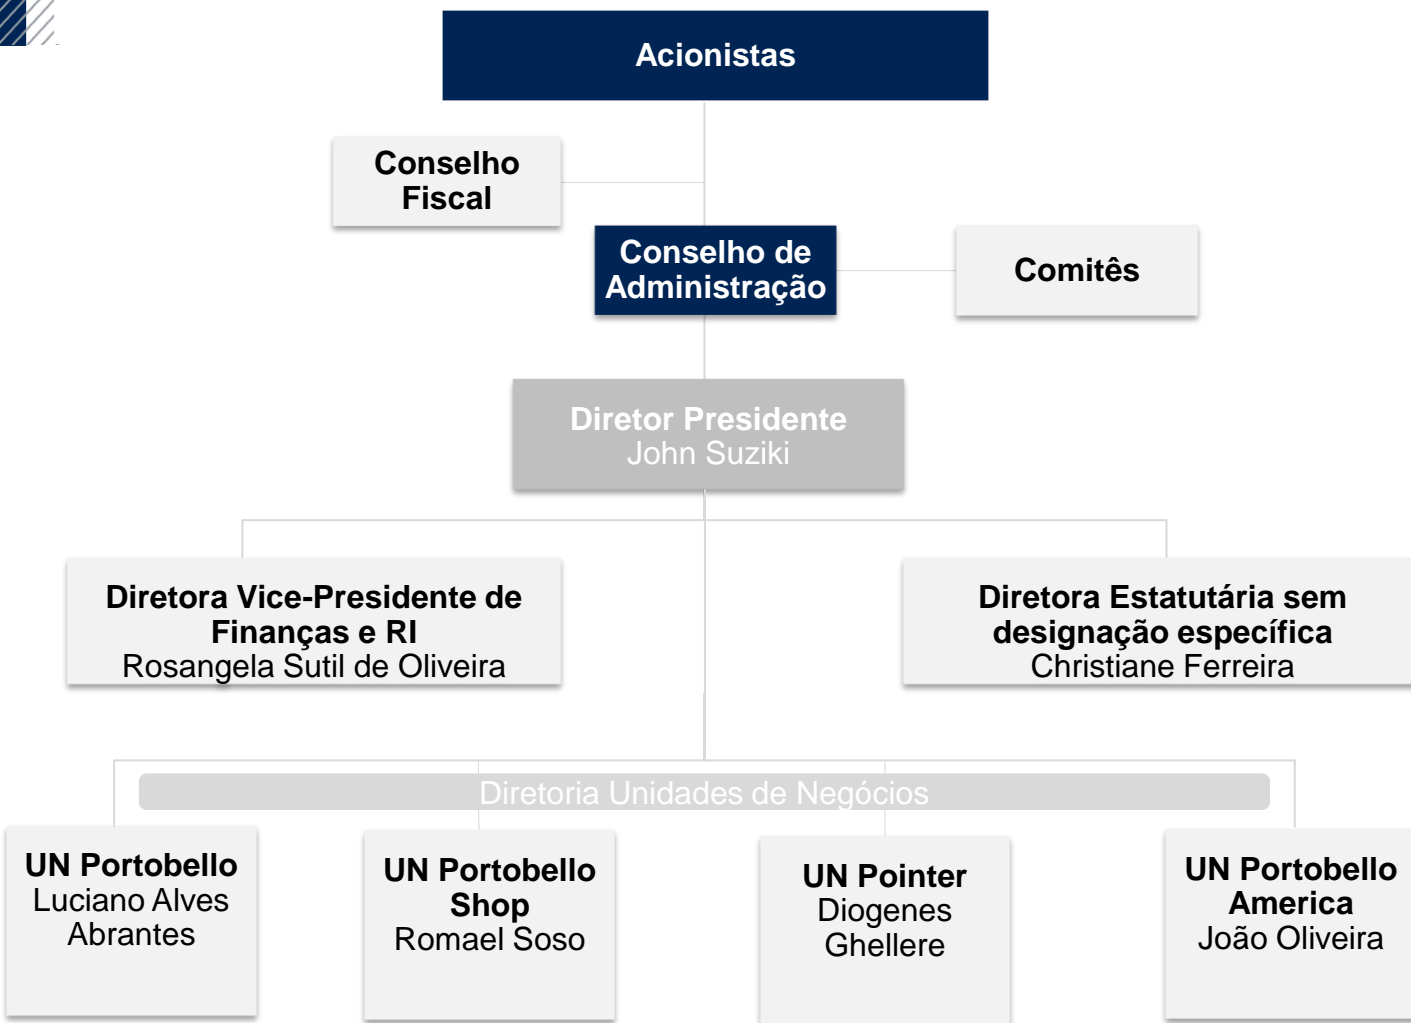 Acionistas
Conselho
Fiscal
Conselho de
Administração
Comitês
Diretor Presidente
John Suziki
Diretora Vice-Presidente de
Finanças e RI
Rosangela Sutil de Oliveira
Diretora Estatutária sem
designação específica
Christiane Ferreira
Diretoria Unidades de Negócios
UN Portobello
Luciano Alves
Abrantes
UN Portobello
Shop
Romael Soso
UN Pointer
Diogenes
Ghellere
UN Portobello
America
João Oliveira